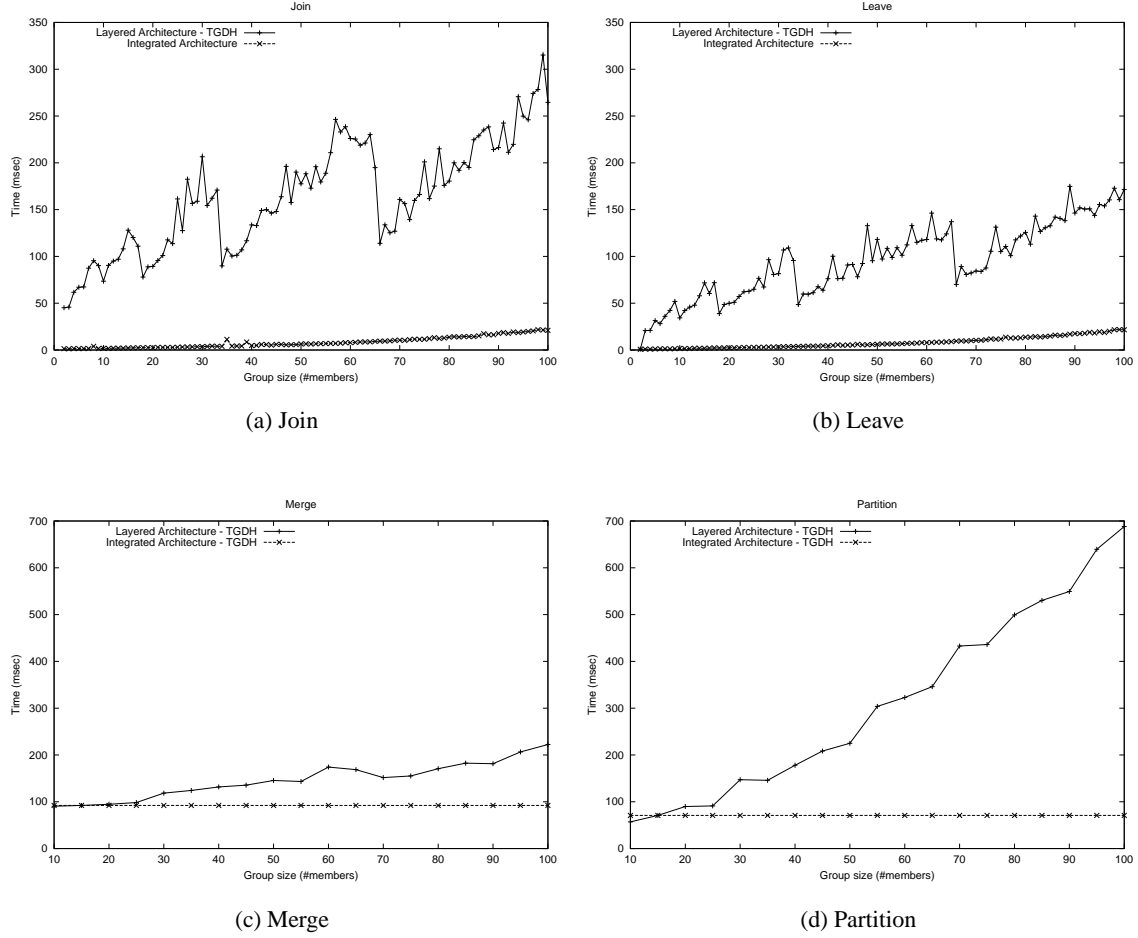 Join
Layered Architecture - TGDH
Integrated Architecture
Time (msec)
350
300
250
200
150
100
50
0
0 10 20 30 40 50 60 70 80 90 100
Group size (#members)
(a) Join
Leave
Layered Architecture - TGDH
Integrated Architecture
Time (msec)
350
300
250
200
150
100
50
0
0 10 20 30 40 50 60 70 80 90 100
Group size (#members)
(b) Leave
Merge
Layered Architecture - TGDH
Integrated Architecture - TGDH
Time (msec)
700
600
500
400
300
200
100
0
10 20 30 40 50 60 70 80 90 100
Group size (#members)
(c) Merge
Partition
Layered Architecture - TGDH
Integrated Architecture - TGDH
Time (msec)
700
600
500
400
300
200
100
0
10 20 30 40 50 60 70 80 90 100
Group size (#members)
(d) Partition